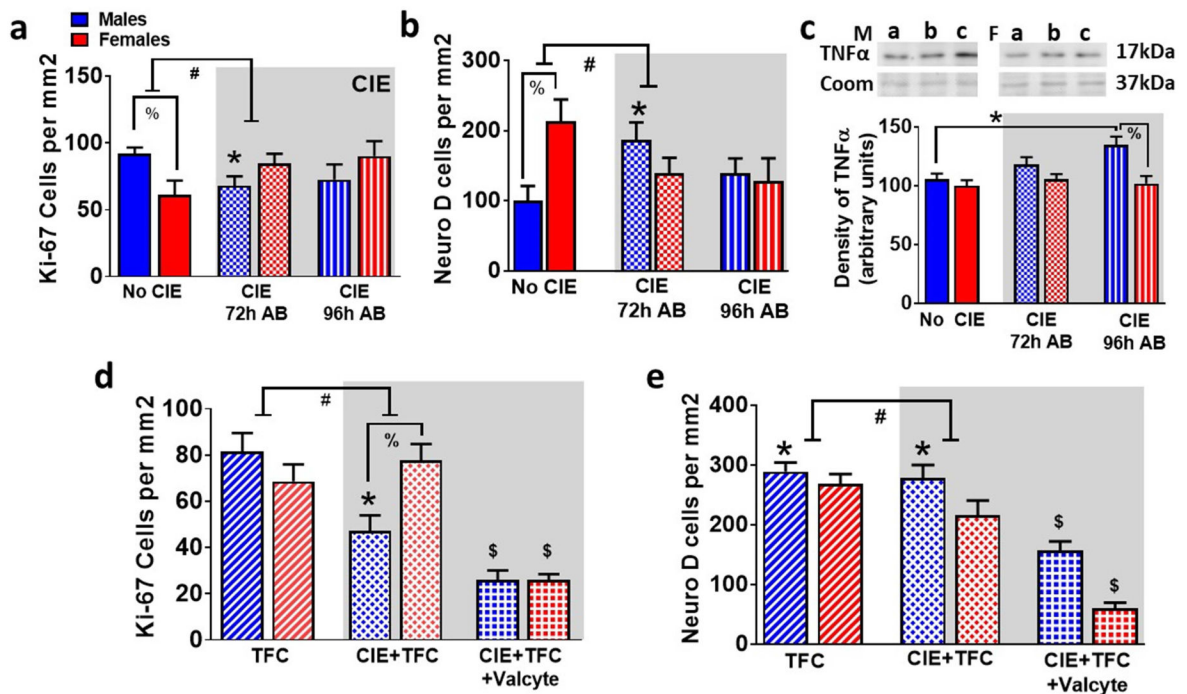 a
Males
Females
Ki-67 Cells per mm2
150
100
50
0
#
%
*
CIE
No CIE
CIE
72h AB
CIE
96h AB
b
Neuro D cells per mm2
300
200
100
0
#
%
*
No CIE
CIE
72h AB
CIE
96h AB
c
M a b c F a b c
TNFα 17kDa
Coom 37kDa
Density of TNFα
(arbitrary units)
150
100
50
0
*
%
No CIE
CIE
72h AB
CIE
96h AB
d
Ki-67 Cells per mm2
80
60
40
20
0
#
%
*
$ $
TFC
CIE+TFC
CIE+TFC
+Valcyte
e
Neuro D cells per mm2
400
300
200
100
0
#
* *
$
$
TFC
CIE+TFC
CIE+TFC
+Valcyte